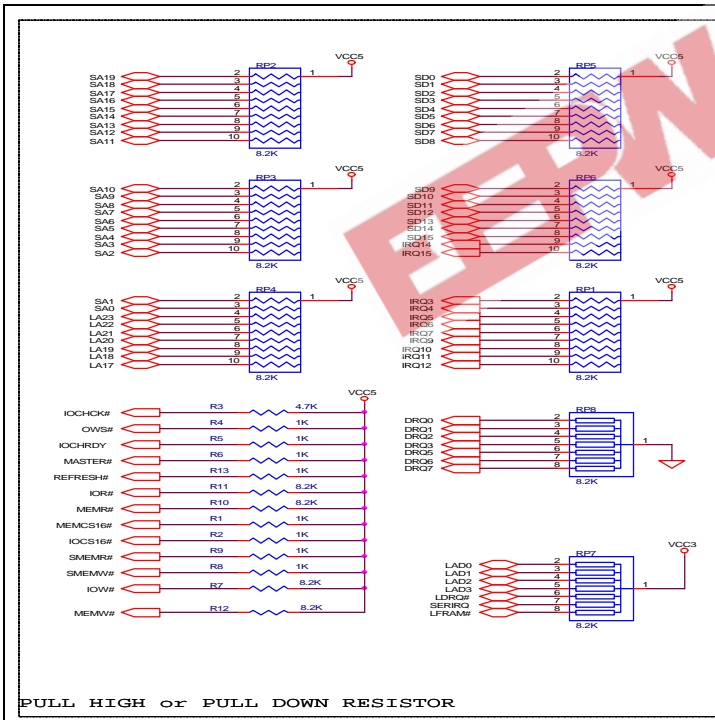 RP2
VCC5
SA19 2 1
SA18 3
SA17 4
SA16 5
SA15 6
SA14 7
SA13 8
SA12 9
SA11 10
8.2K
RP5
VCC5
SD0 2 1
SD1 3
SD2 4
SD3 5
SD4 6
SD5 7
SD6 8
SD7 9
SD8 10
8.2K
RP3
VCC5
SA10 2 1
SA9 3
SA8 4
SA7 5
SA6 6
SA5 7
SA4 8
SA3 9
SA2 10
8.2K
RP6
VCC5
SD9 2 1
SD10 3
SD11 4
SD12 5
SD13 6
SD14 7
SD15 8
IRQ14 9
IRQ15 10
8.2K
RP4
VCC5
SA1 2 1
SA0 3
LA23 4
LA22 5
LA21 6
LA20 7
LA19 8
LA18 9
LA17 10
8.2K
RP1
VCC5
IRQ3 2 1
IRQ4 3
IRQ5 4
IRQ6 5
IRQ7 6
IRQ9 7
IRQ10 8
IRQ11 9
IRQ12 10
8.2K
VCC5
IOCHCK# R3 4.7K
OWS# R4 1K
IOCHRDY R5 1K
MASTER# R6 1K
REFRESH# R13 1K
IOR# R11 8.2K
MEMR# R10 8.2K
MEMCS16# R1 1K
IOCS16# R2 1K
SMEMR# R9 1K
SMEMW# R8 1K
IOW# R7 8.2K
MEMW# R12 8.2K
RP8
DRQ0 2
DRQ1 3
DRQ2 4
DRQ3 5 1
DRQ5 6
DRQ6 7
DRQ7 8
8.2K
RP7
VCC3
LAD0 2
LAD1 3
LAD2 4
LAD3 5 1
LDRQ# 6
SERIRQ 7
LFRAM# 8
8.2K
EEPW
PULL HIGH or PULL DOWN RESISTOR